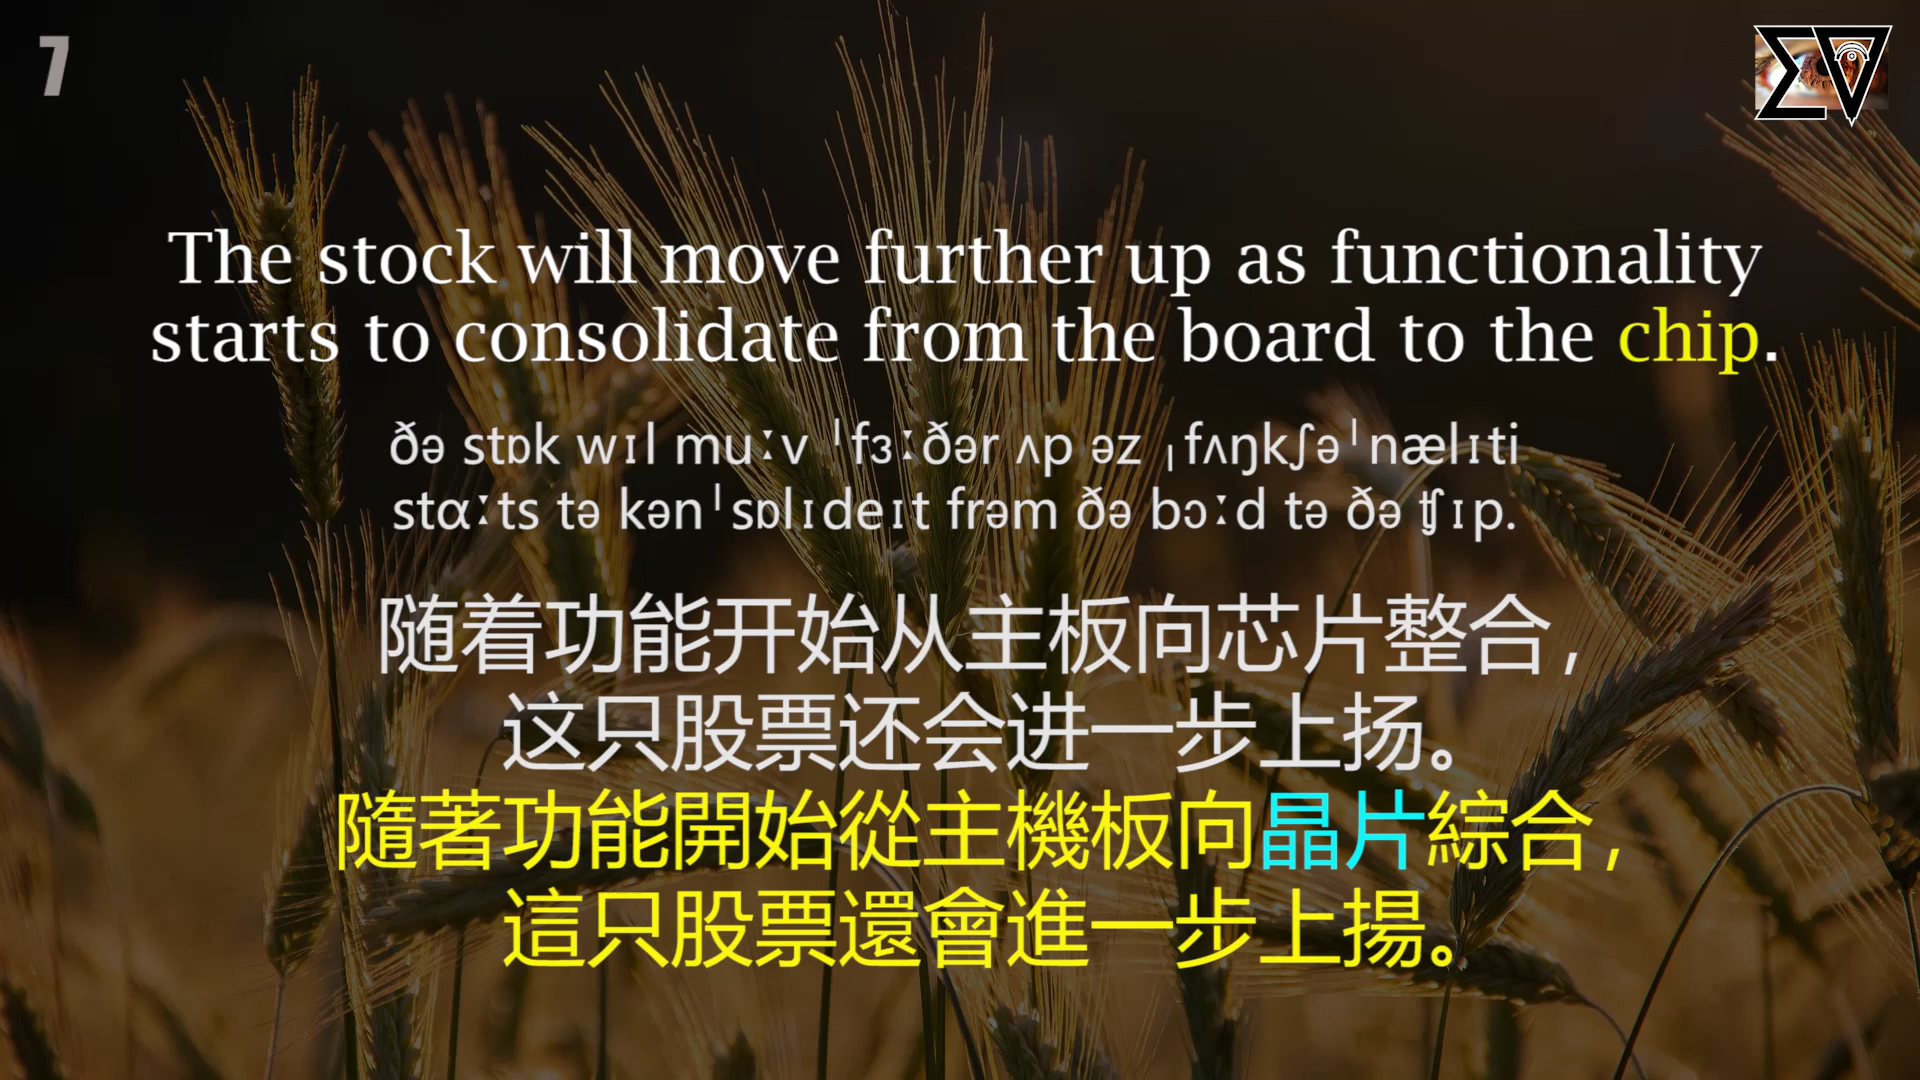 7
The stock will move further up as functionality
starts to consolidate from the board to the chip.
ðə stɒk wɪl muːv ˈfɜːðər ʌp əz ˌfʌŋkʃəˈnælɪti
stɑːts tə kənˈsɒlɪdeɪt frəm ðə bɔːd tə ðə ʧɪp.
随着功能开始从主板向芯片整合，
这只股票还会进一步上扬。
隨著功能開始從主機板向晶片綜合，
這只股票還會進一步上揚。